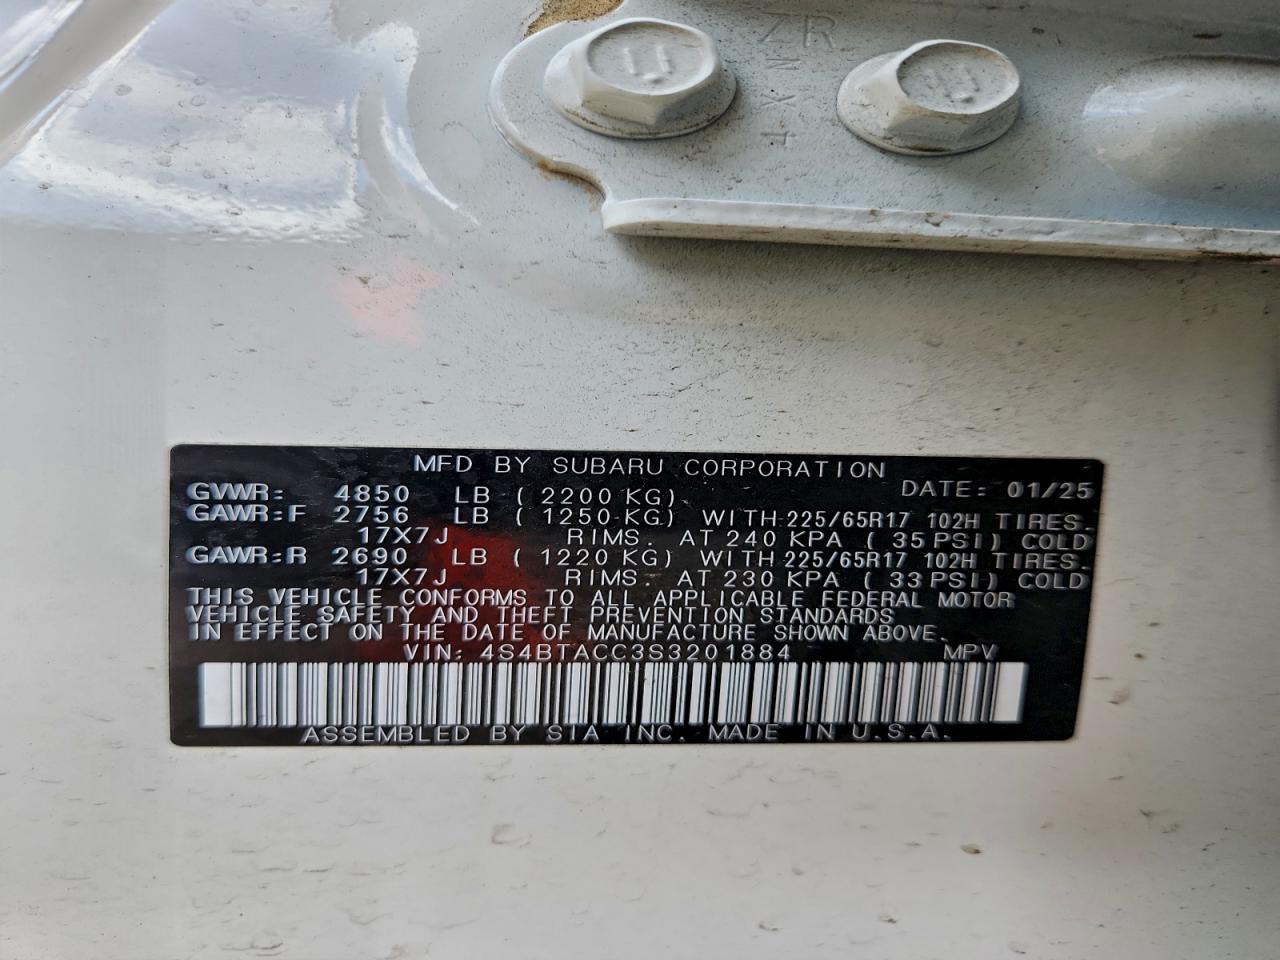 ZR
N
X
4
11
11
MFD BY SUBARU CORPORATION
DATE: 01/25
GVWR: 4850 LB ( 2200 KG)
GAWR:F 2756 LB ( 1250 KG) WITH 225/65R17 102H TIRES.
17X7J RIMS. AT 240 KPA ( 35 PSI) COLD
GAWR:R 2690 LB ( 1220 KG) WITH 225/65R17 102H TIRES.
17X7J RIMS. AT 230 KPA ( 33 PSI) COLD
THIS VEHICLE CONFORMS TO ALL APPLICABLE FEDERAL MOTOR
VEHICLE SAFETY AND THEFT PREVENTION STANDARDS
IN EFFECT ON THE DATE OF MANUFACTURE SHOWN ABOVE.
VIN: 4S4BTACC3S3201884 MPV
ASSEMBLED BY SIA INC. MADE IN U.S.A.